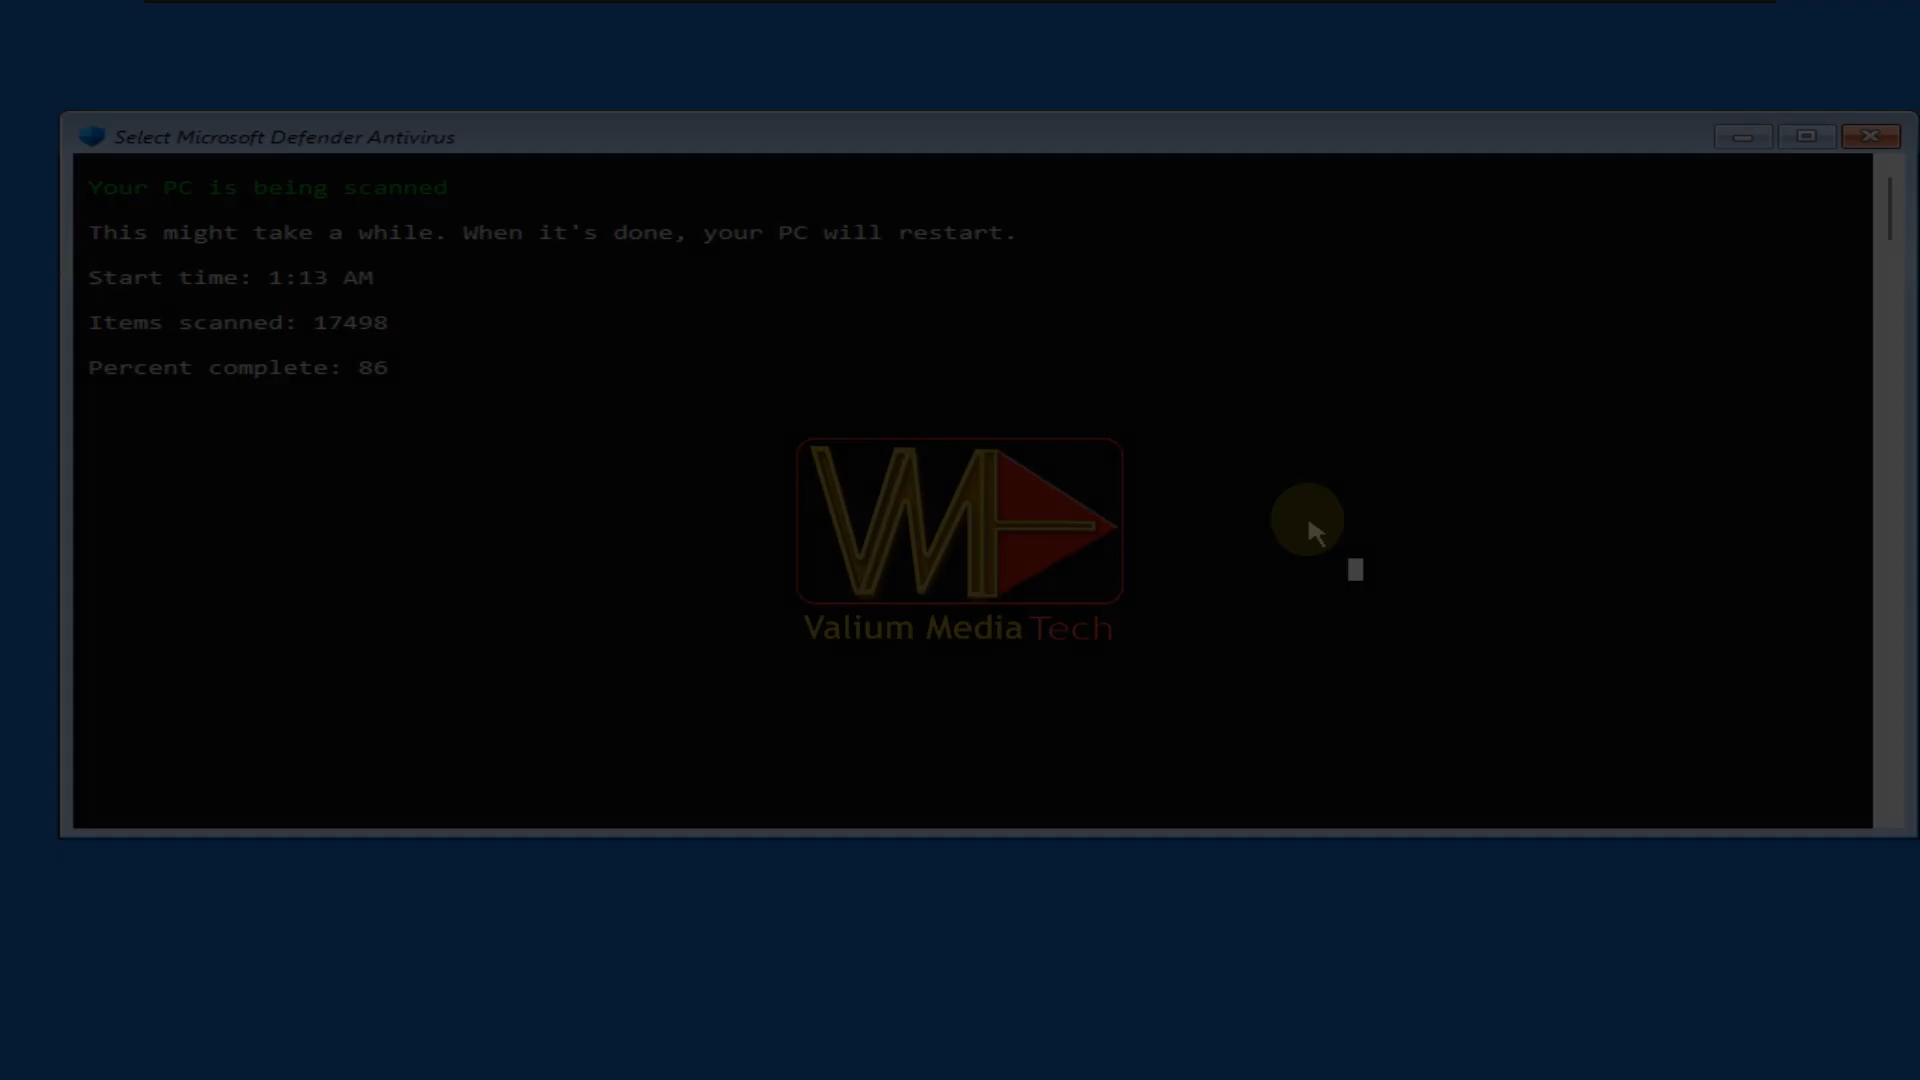 Select Microsoft Defender Antivirus
Your PC is being scanned
This might take a while. When it's done, your PC will restart.
Start time: 1:13 AM
Items scanned: 17498
Percent complete: 86
VM
Valium Media Tech